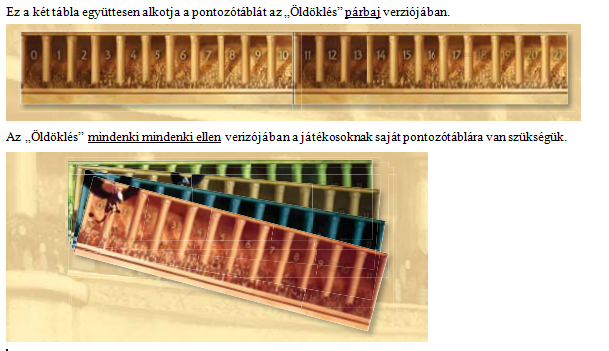 Ez a két tábla együttesen alkotja a pontozótáblát az „Öldöklés” párbaj verziójában.
0 1 2 3 4 5 6 7 8 9 10 11 12 13 14 15 16 17 18 19 20 21
Az „Öldöklés” mindenki mindenki ellen verizójában a játékosoknak saját pontozótáblára van szükségük.